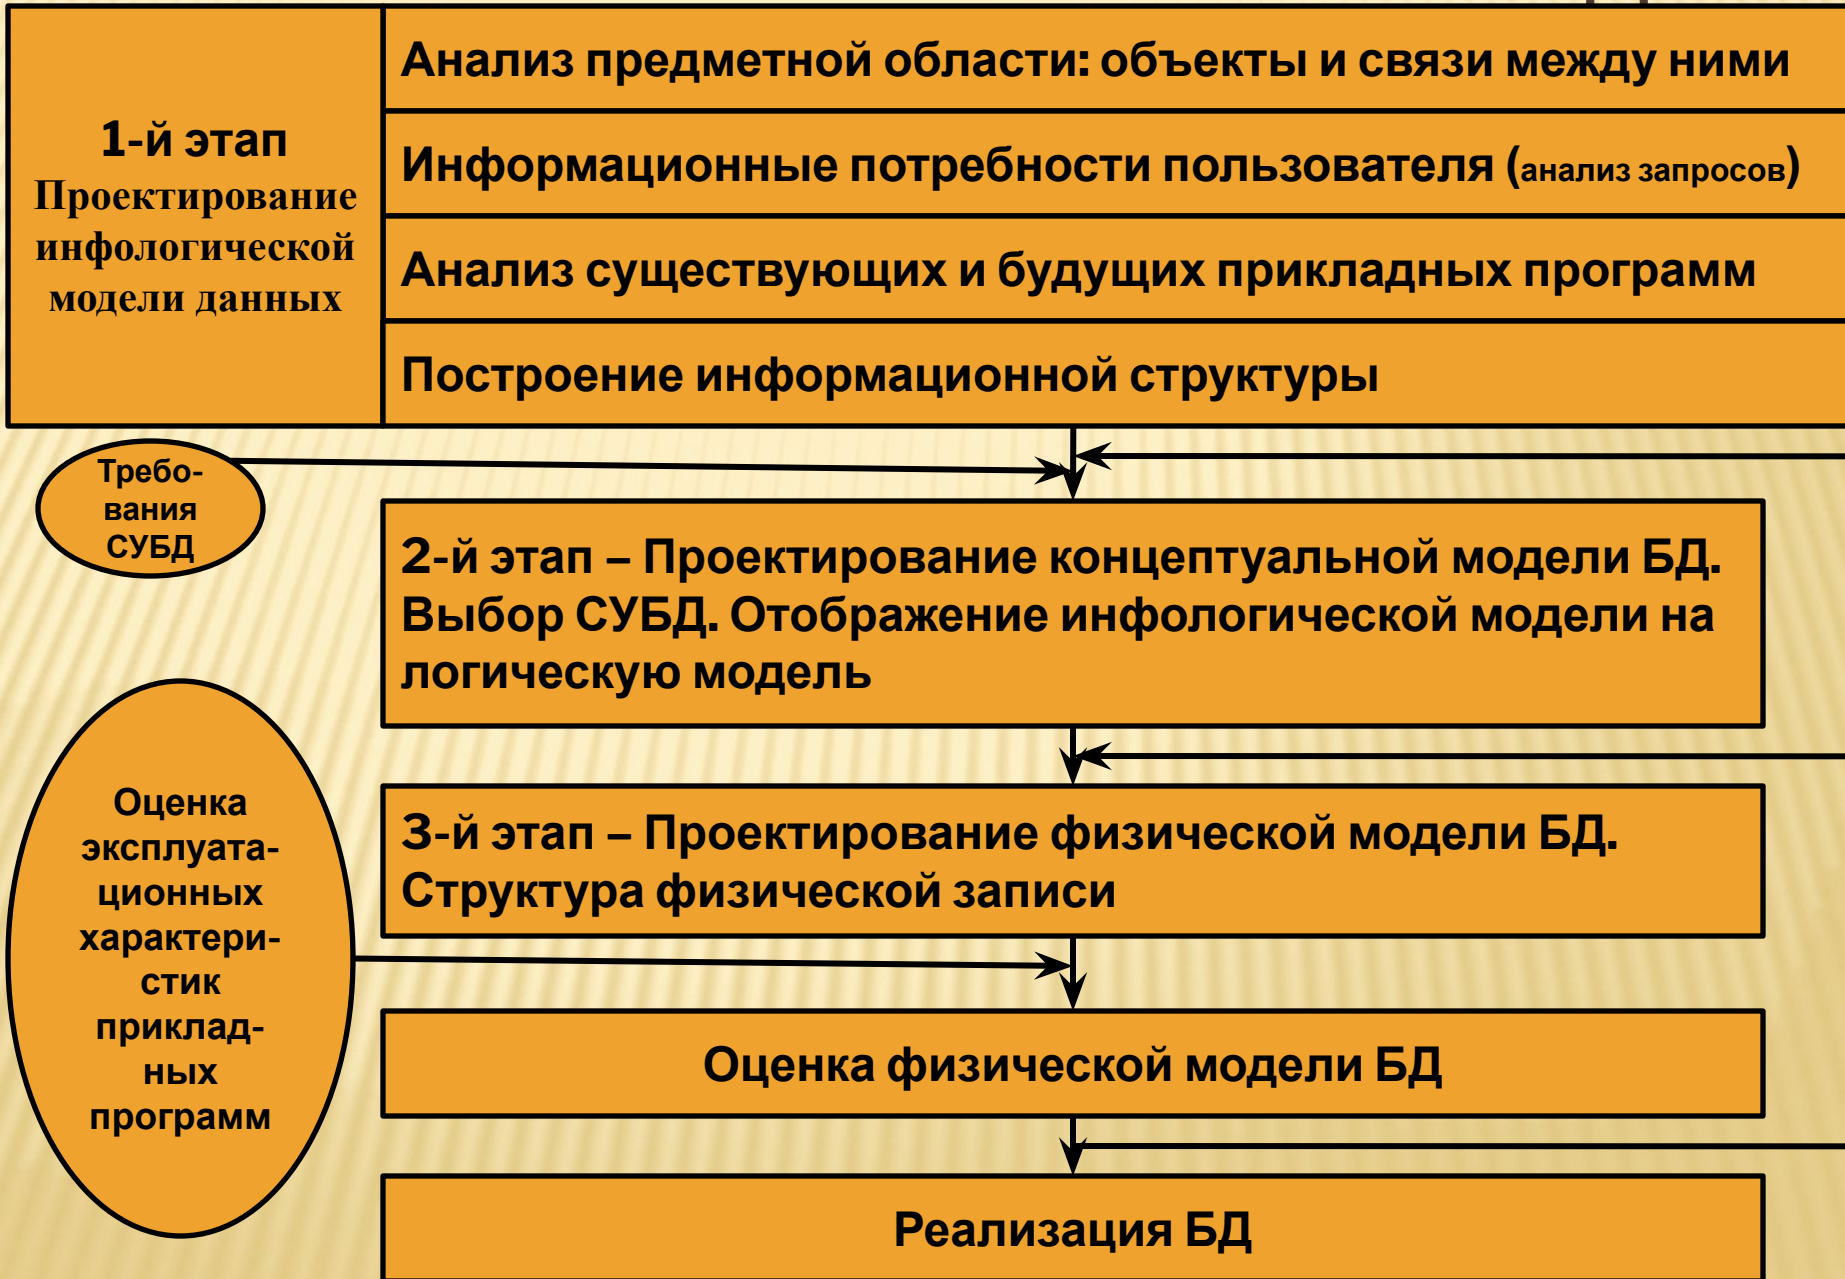 1-й этап
Проектирование
инфологической
модели данных
Анализ предметной области: объекты и связи между ними
Информационные потребности пользователя (анализ запросов)
Анализ существующих и будущих прикладных программ
Построение информационной структуры
Требо-
вания
СУБД
2-й этап – Проектирование концептуальной модели БД.
Выбор СУБД. Отображение инфологической модели на
логическую модель
Оценка
эксплуата-
ционных
характери-
стик
приклад-
ных
программ
3-й этап – Проектирование физической модели БД.
Структура физической записи
Оценка физической модели БД
Реализация БД